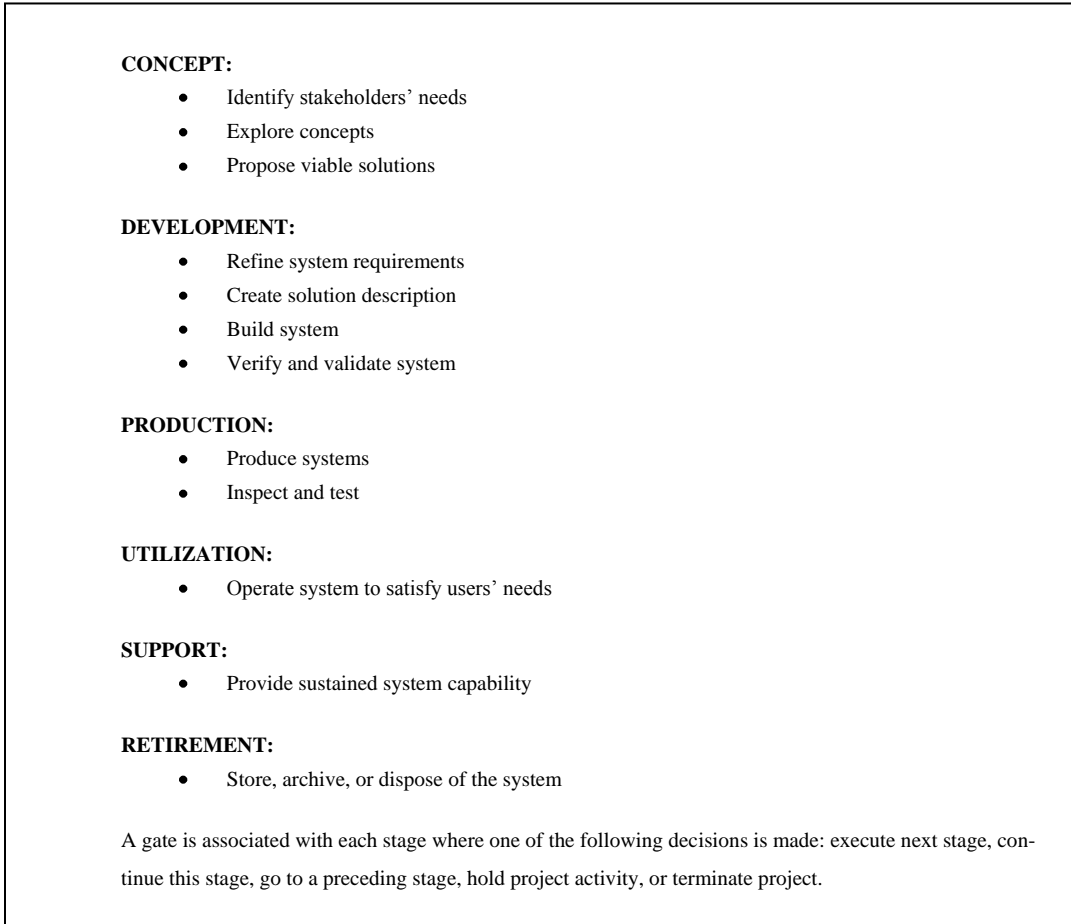 CONCEPT:
• Identify stakeholders’ needs
• Explore concepts
• Propose viable solutions
DEVELOPMENT:
• Refine system requirements
• Create solution description
• Build system
• Verify and validate system
PRODUCTION:
• Produce systems
• Inspect and test
UTILIZATION:
• Operate system to satisfy users’ needs
SUPPORT:
• Provide sustained system capability
RETIREMENT:
• Store, archive, or dispose of the system
A gate is associated with each stage where one of the following decisions is made: execute next stage, con-
tinue this stage, go to a preceding stage, hold project activity, or terminate project.